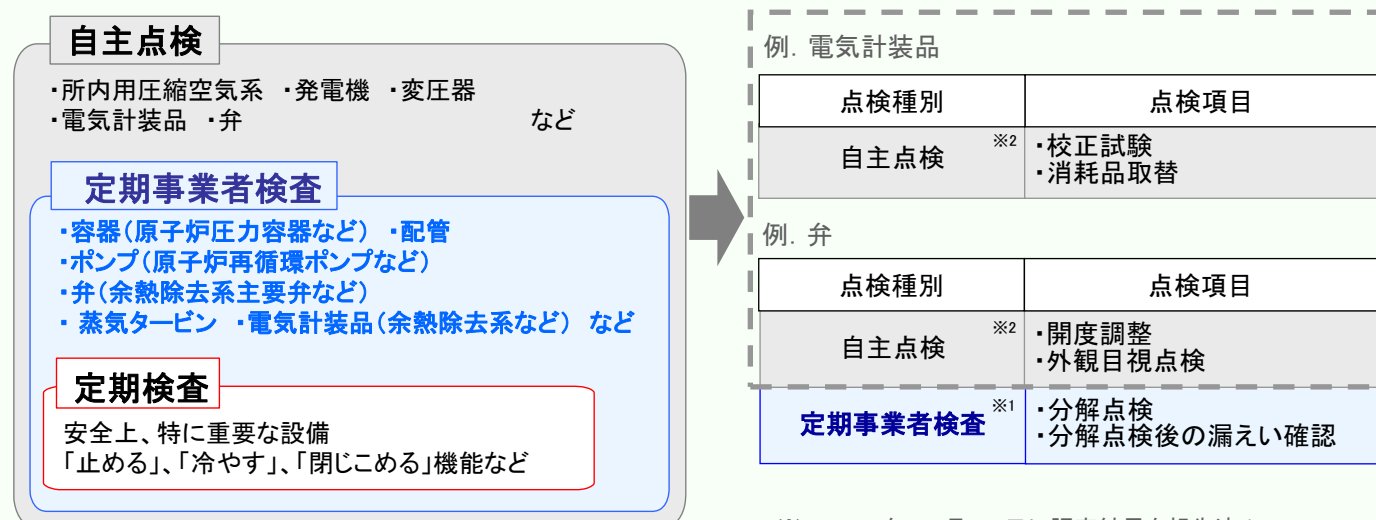 自主点検
・所内用圧縮空気系 ・発電機 ・変圧器
・電気計装品 ・弁 など
定期事業者検査
・容器(原子炉圧力容器など) ・配管
・ポンプ(原子炉再循環ポンプなど)
・弁(余熱除去系主要弁など)
・ 蒸気タービン ・電気計装品(余熱除去系など) など
定期検査
安全上、特に重要な設備
「止める」、「冷やす」、「閉じこめる」機能など
例. 電気計装品
点検種別 点検項目
自主点検 ※2 ・校正試験
・消耗品取替
例. 弁
点検種別 点検項目
自主点検 ※2 ・開度調整
・外観目視点検
定期事業者検査 ※1 ・分解点検
・分解点検後の漏えい確認